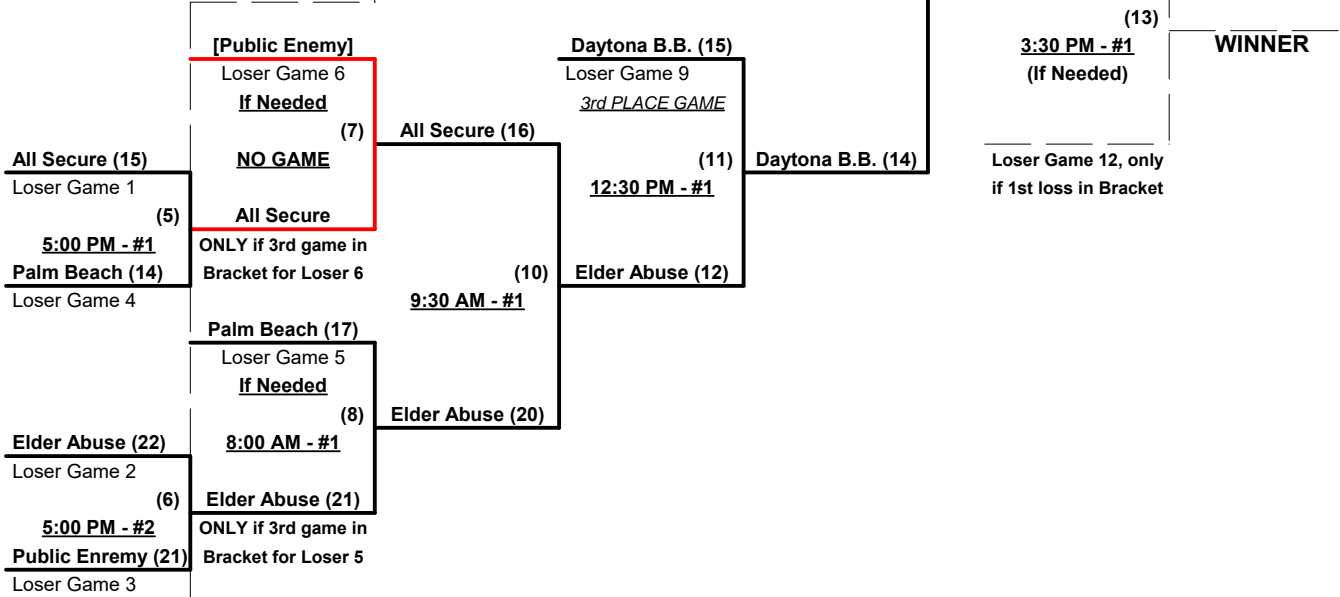 (13)
[Public Enemy]
Daytona B.B. (15)
3:30 PM - #1
WINNER
Loser Game 6
Loser Game 9
(If Needed)
If Needed
3rd PLACE GAME
(7)
All Secure (16)
All Secure (15)
NO GAME
(11)
Daytona B.B. (14)
Loser Game 12, only
Loser Game 1
12:30 PM - #1
if 1st loss in Bracket
(5)
All Secure
5:00 PM - #1
ONLY if 3rd game in
Palm Beach (14)
Bracket for Loser 6
(10)
Elder Abuse (12)
Loser Game 4
9:30 AM - #1
Palm Beach (17)
Loser Game 5
If Needed
(8)
Elder Abuse (20)
Elder Abuse (22)
8:00 AM - #1
Loser Game 2
(6)
Elder Abuse (21)
5:00 PM - #2
ONLY if 3rd game in
Public Enremy (21)
Bracket for Loser 5
Loser Game 3